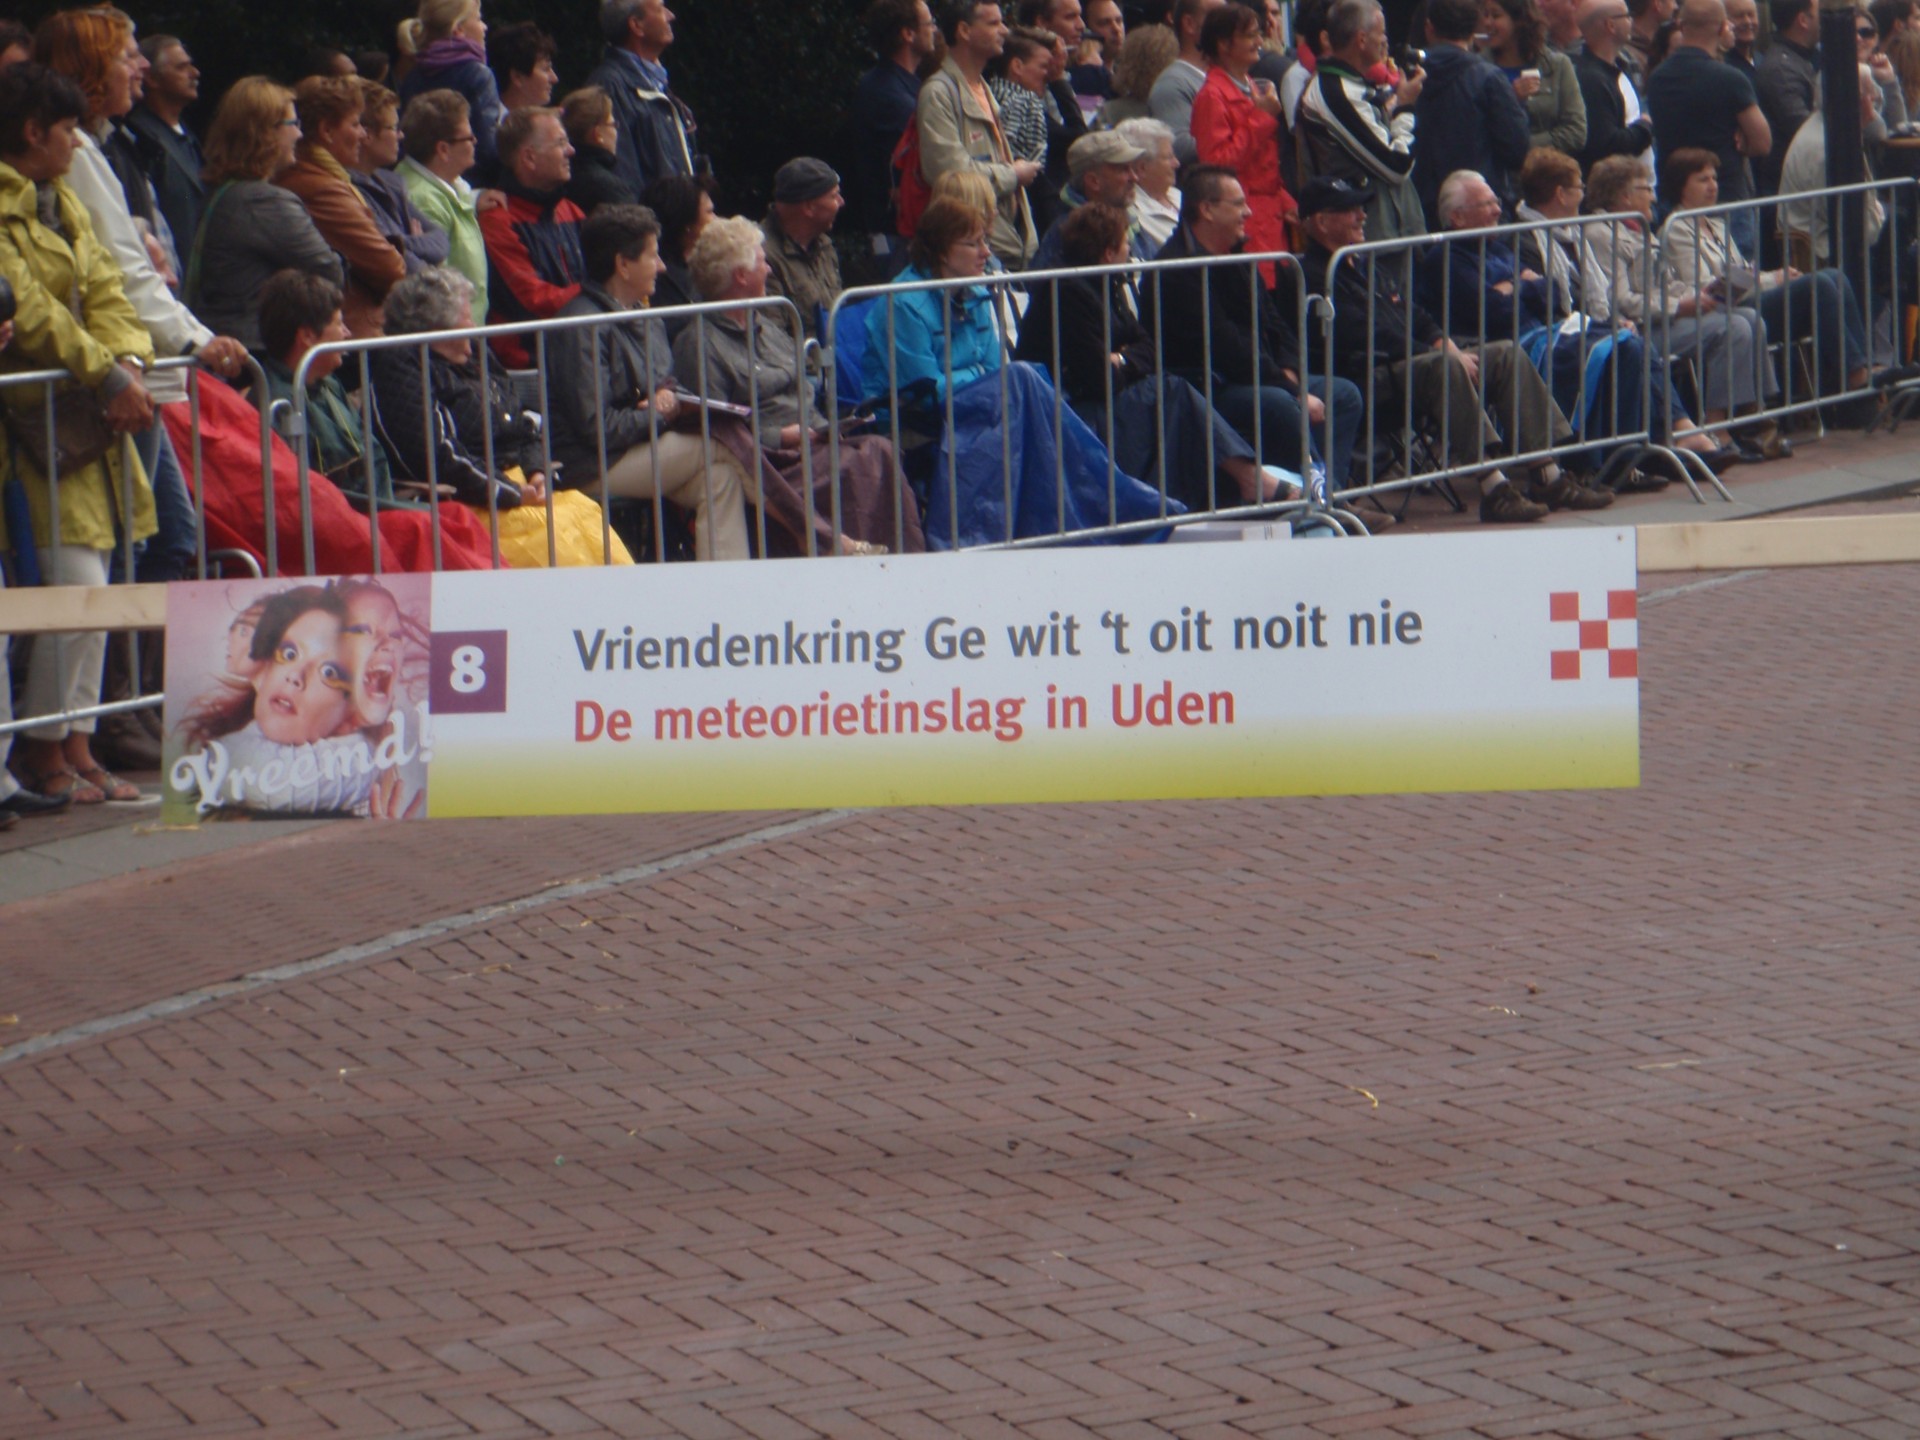 Vreemd!
8
Vriendenkring Ge wit ‘t oit noit nie
De meteorietinslag in Uden